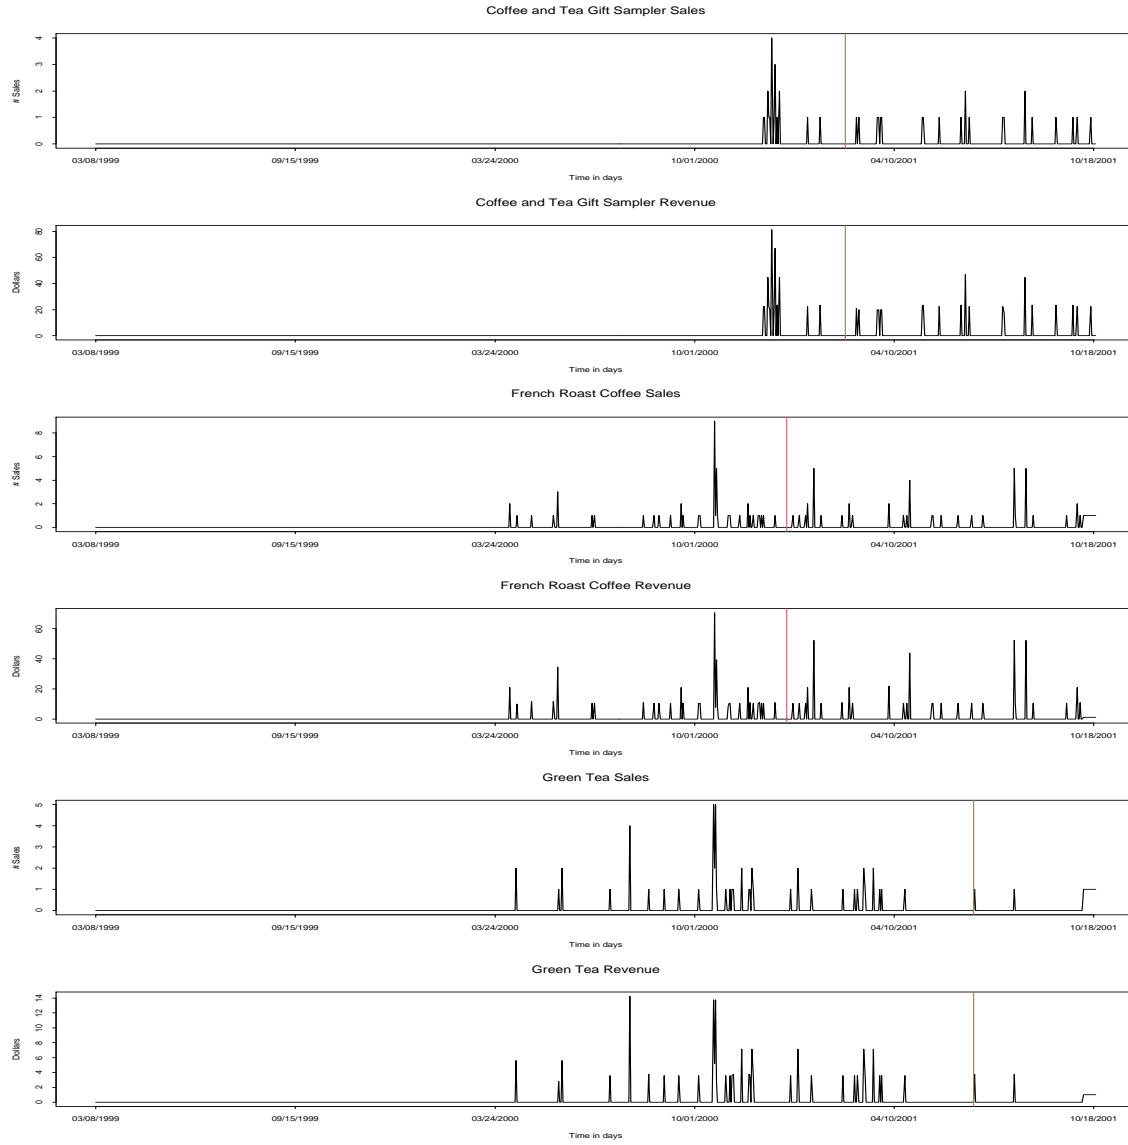 Coffee and Tea Gift Sampler Sales
# Sales
4
3
2
1
0
03/08/1999 09/15/1999 03/24/2000 10/01/2000 04/10/2001 10/18/2001
Time in days
Coffee and Tea Gift Sampler Revenue
Dollars
80
60
40
20
0
03/08/1999 09/15/1999 03/24/2000 10/01/2000 04/10/2001 10/18/2001
Time in days
French Roast Coffee Sales
# Sales
8
6
4
2
0
03/08/1999 09/15/1999 03/24/2000 10/01/2000 04/10/2001 10/18/2001
Time in days
French Roast Coffee Revenue
Dollars
60
40
20
0
03/08/1999 09/15/1999 03/24/2000 10/01/2000 04/10/2001 10/18/2001
Time in days
Green Tea Sales
# Sales
5
4
3
2
1
0
03/08/1999 09/15/1999 03/24/2000 10/01/2000 04/10/2001 10/18/2001
Time in days
Green Tea Revenue
Dollars
14
12
10
8
6
4
2
0
03/08/1999 09/15/1999 03/24/2000 10/01/2000 04/10/2001 10/18/2001
Time in days